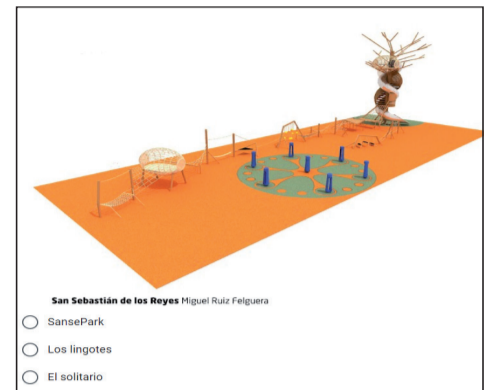 San Sebastián de los Reyes Miguel Ruiz Felguera
SansePark
Los lingotes
El solitario